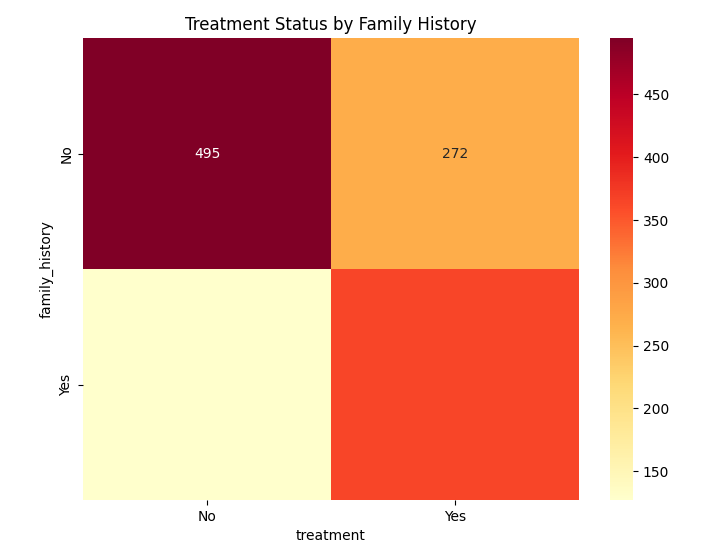 Treatment Status by Family History
No
495
272
family_history
Yes
No
Yes
treatment
450
400
350
300
250
200
150